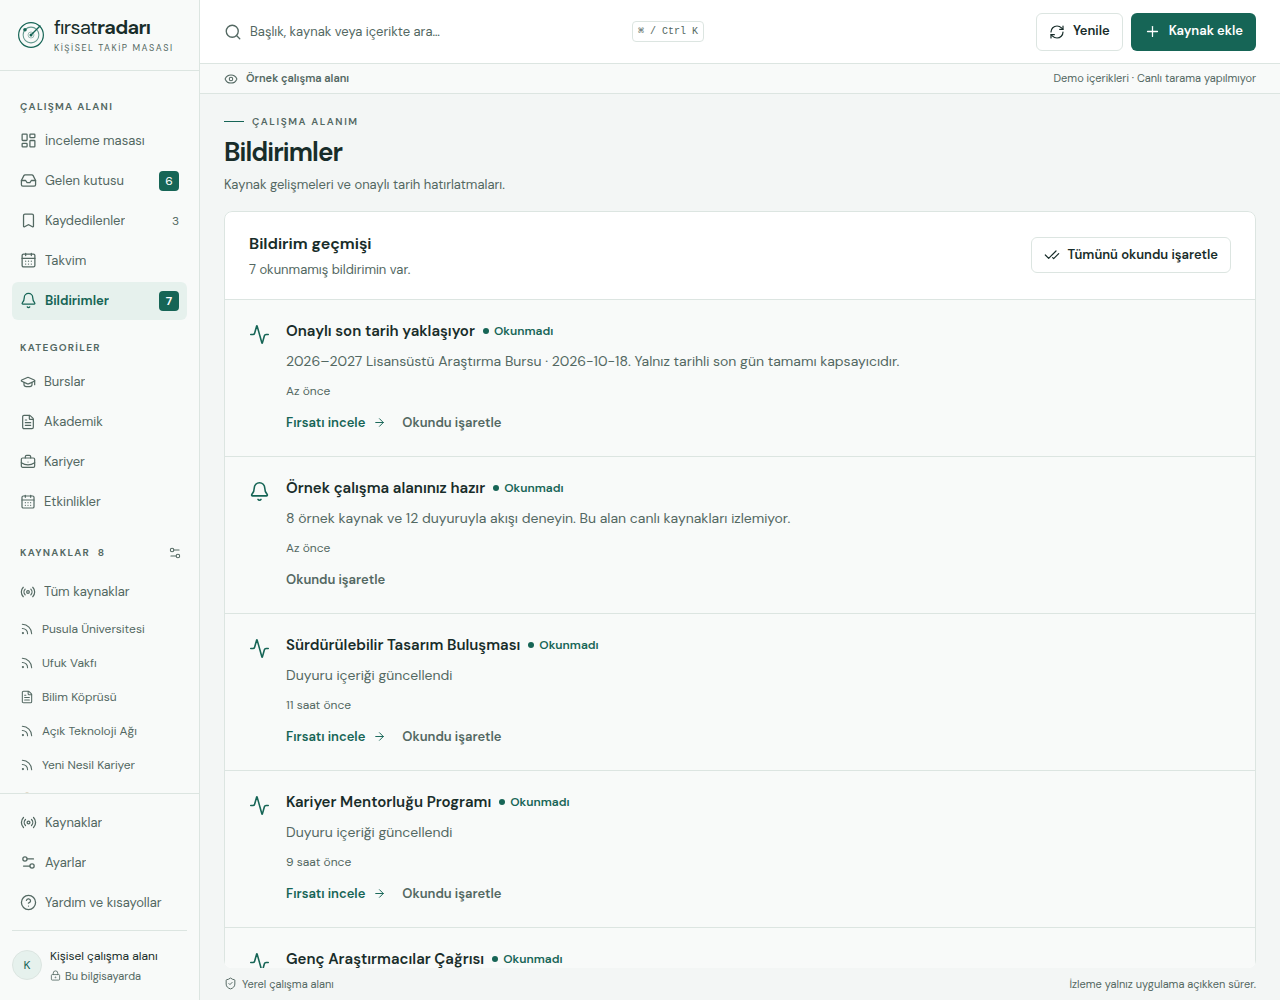 fırsatradarı
KİŞİSEL TAKİP MASASI
ÇALIŞMA ALANI
İnceleme masası
Gelen kutusu 6
Kaydedilenler 3
Takvim
Bildirimler 7
KATEGORİLER
Burslar
Akademik
Kariyer
Etkinlikler
KAYNAKLAR 8
Tüm kaynaklar
Pusula Üniversitesi
Ufuk Vakfı
Bilim Köprüsü
Açık Teknoloji Ağı
Yeni Nesil Kariyer
Kaynaklar
Ayarlar
Yardım ve kısayollar
K
Kişisel çalışma alanı
Bu bilgisayarda
Başlık, kaynak veya içerikte ara...
⌘ / Ctrl K
Yenile
Kaynak ekle
Örnek çalışma alanı
Demo içerikleri · Canlı tarama yapılmıyor
ÇALIŞMA ALANIM
Bildirimler
Kaynak gelişmeleri ve onaylı tarih hatırlatmaları.
Bildirim geçmişi
7 okunmamış bildirimin var.
Tümünü okundu işaretle
Onaylı son tarih yaklaşıyor Okunmadı
2026–2027 Lisansüstü Araştırma Bursu · 2026-10-18. Yalnız tarihli son gün tamamı kapsayıcıdır.
Az önce
Fırsatı incele → Okundu işaretle
Örnek çalışma alanınız hazır Okunmadı
8 örnek kaynak ve 12 duyuruyla akışı deneyin. Bu alan canlı kaynakları izlemiyor.
Az önce
Okundu işaretle
Sürdürülebilir Tasarım Buluşması Okunmadı
Duyuru içeriği güncellendi
11 saat önce
Fırsatı incele → Okundu işaretle
Kariyer Mentorluğu Programı Okunmadı
Duyuru içeriği güncellendi
9 saat önce
Fırsatı incele → Okundu işaretle
Genç Araştırmacılar Çağrısı Okunmadı
Yerel çalışma alanı
İzleme yalnız uygulama açıkken sürer.